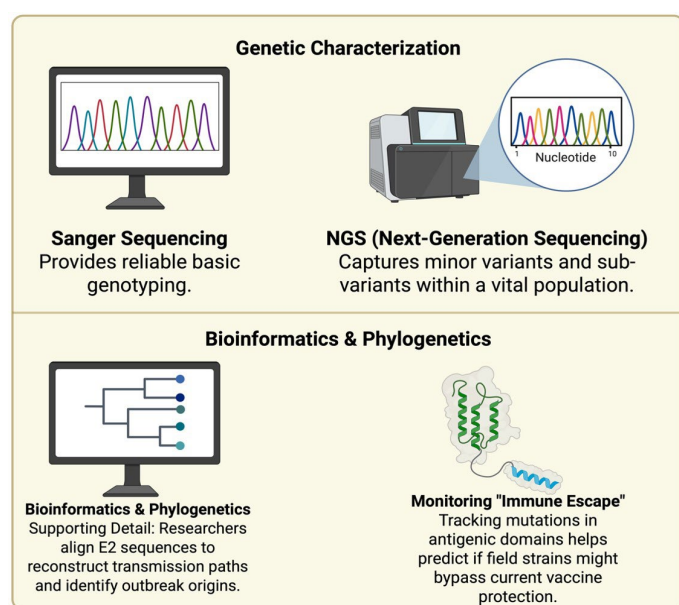 Genetic Characterization
1
10
Nucleotide
Sanger Sequencing
Provides reliable basic
genotyping.
NGS (Next-Generation Sequencing)
Captures minor variants and sub-
variants within a vital population.
Bioinformatics & Phylogenetics
Bioinformatics & Phylogenetics
Supporting Detail: Researchers
align E2 sequences to
reconstruct transmission paths
and identify outbreak origins.
Monitoring "Immune Escape"
Tracking mutations in
antigenic domains helps
predict if field strains might
bypass current vaccine
protection.